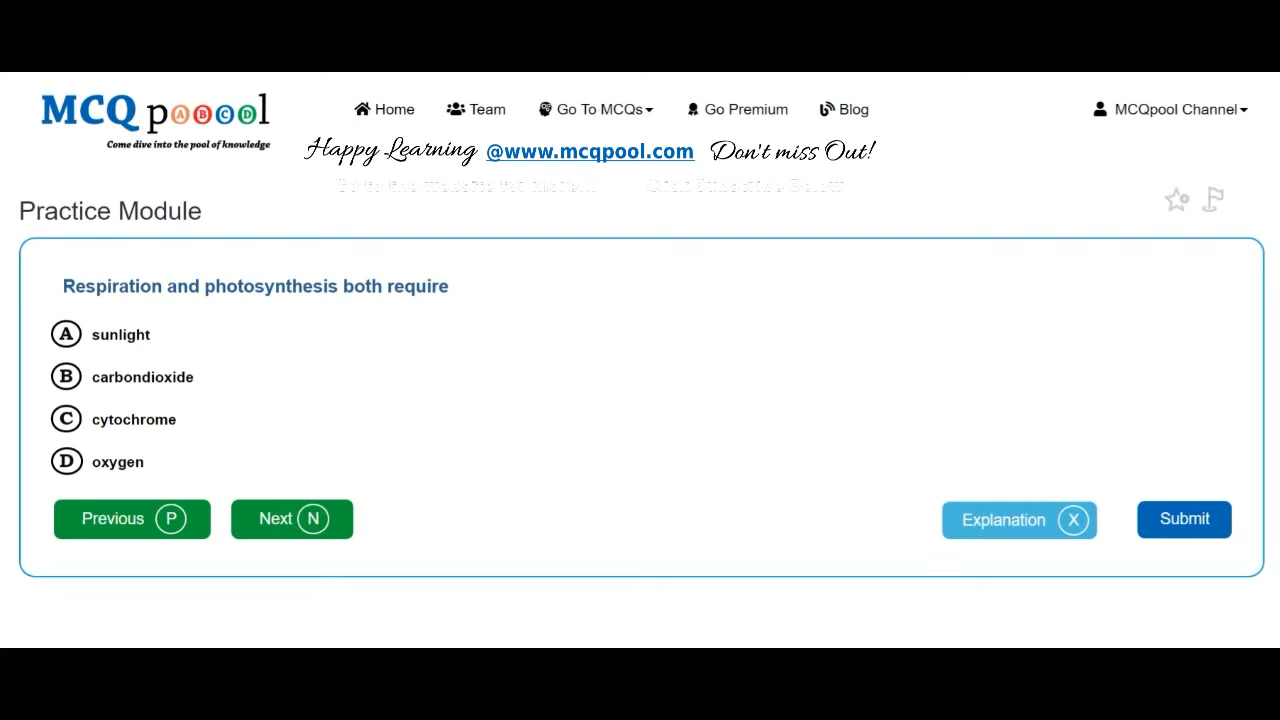 MCQ pooool
Come dive into the pool of knowledge
Home Team Go To MCQs Go Premium Blog MCQpool Channel
Happy Learning @www.mcqpool.com Don't miss Out!
Practice Module
Respiration and photosynthesis both require
A sunlight
B carbondioxide
C cytochrome
D oxygen
Previous P Next N Explanation X Submit